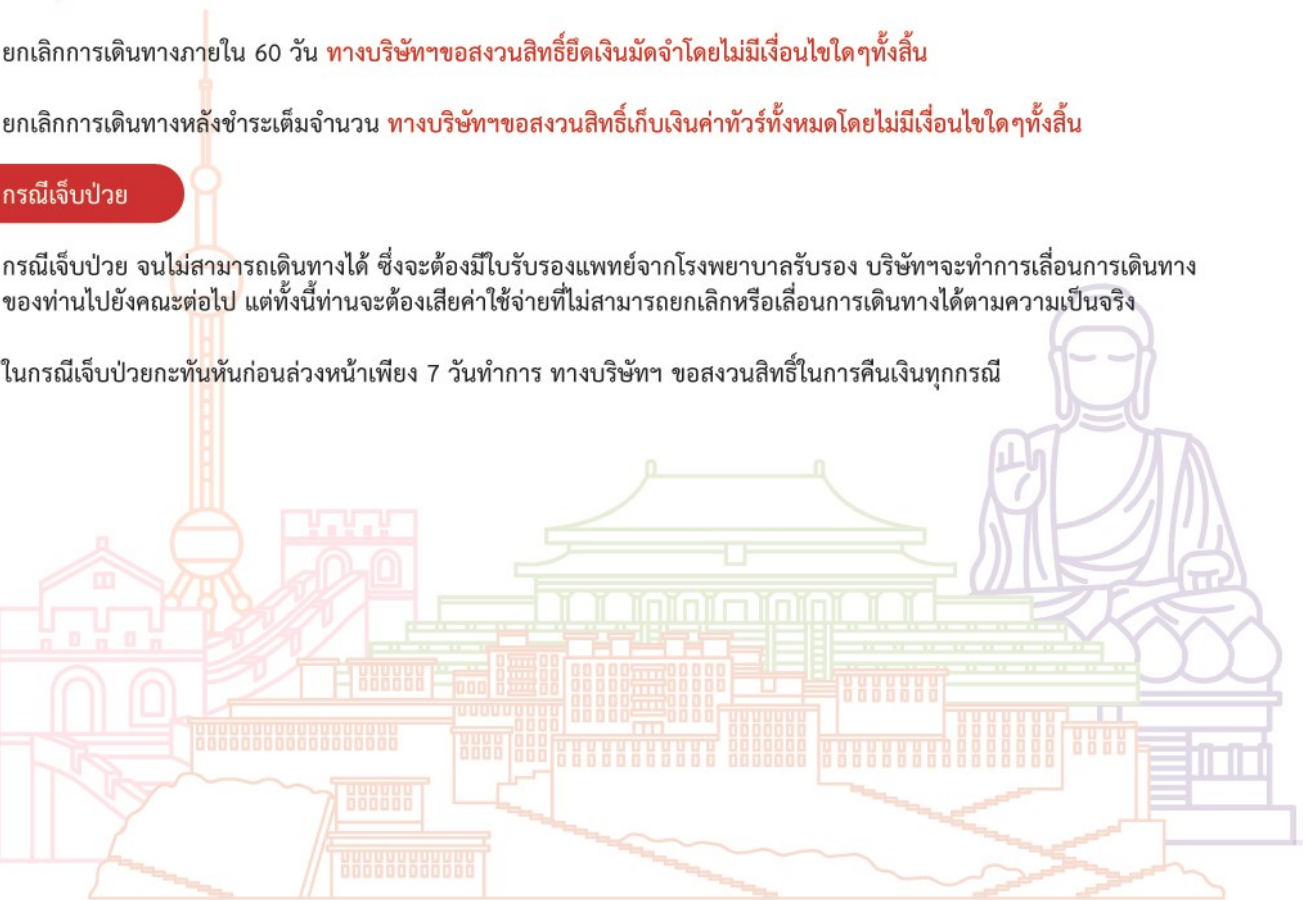 ยกเลิกการเดินทางภายใน 60 วัน ทางบริษัทฯขอสงวนสิทธิ์ยึดเงินมัดจำโดยไม่มีเงื่อนไขใดๆทั้งสิ้น
ยกเลิกการเดินทางหลังชำระเต็มจำนวน ทางบริษัทฯขอสงวนสิทธิ์เก็บเงินค่าทัวร์ทั้งหมดโดยไม่มีเงื่อนไขใดๆทั้งสิ้น
กรณีเจ็บป่วย
กรณีเจ็บป่วย จนไม่สามารถเดินทางได้ ซึ่งจะต้องมีใบรับรองแพทย์จากโรงพยาบาลรับรอง บริษัทฯจะทำการเลื่อนการเดินทาง
ของท่านไปยังคณะต่อไป แต่ทั้งนี้ท่านจะต้องเสียค่าใช้จ่ายที่ไม่สามารถยกเลิกหรือเลื่อนการเดินทางได้ตามความเป็นจริง
ในกรณีเจ็บป่วยกะทันหันก่อนล่วงหน้าเพียง 7 วันทำการ ทางบริษัทฯ ขอสงวนสิทธิ์ในการคืนเงินทุกกรณี